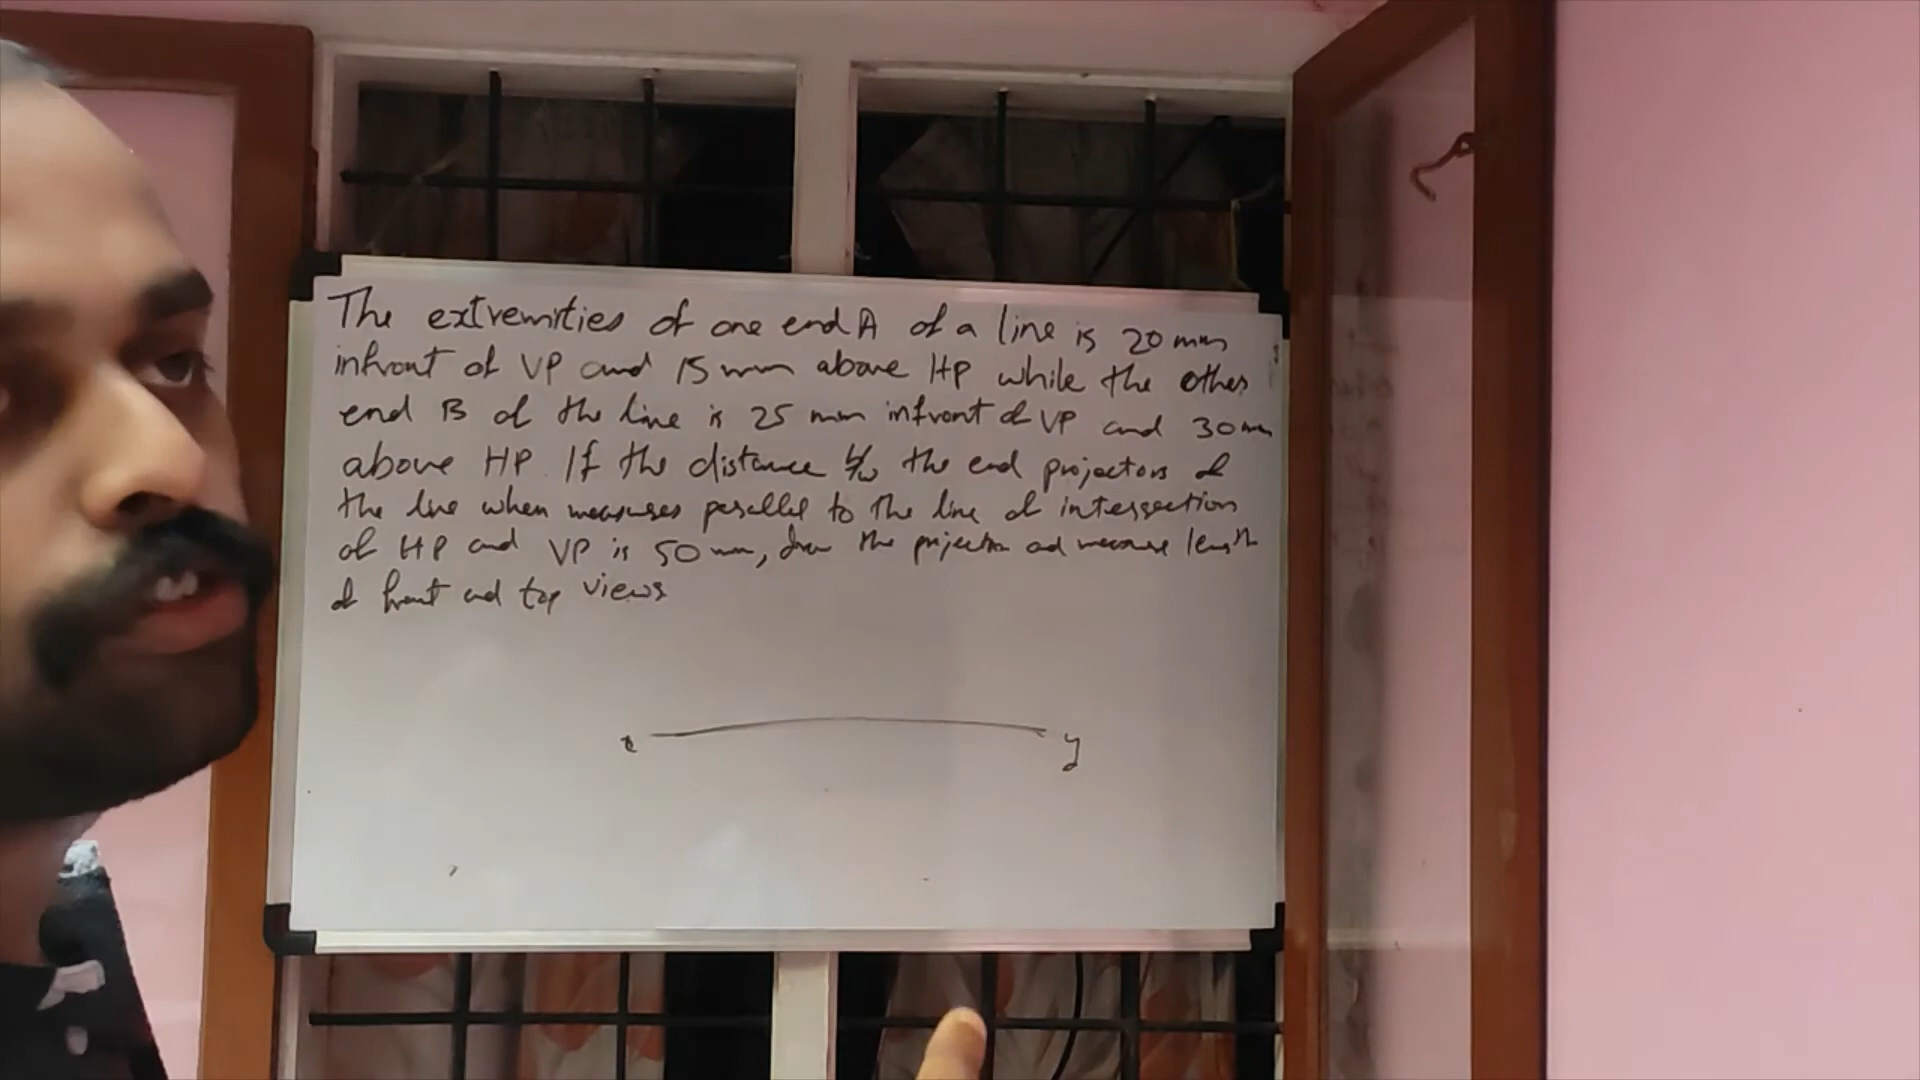 The extremities of one end A of a line is 20 mm
infront of VP and 15 mm above HP while the other
end B of the line is 25 mm infront of VP and 30 mm
above HP. If the distance b/w the end projectors of
the line when measures parallel to the line of interssection
of HP and VP is 50 mm, draw the projection and measure length
of front and top views
x y